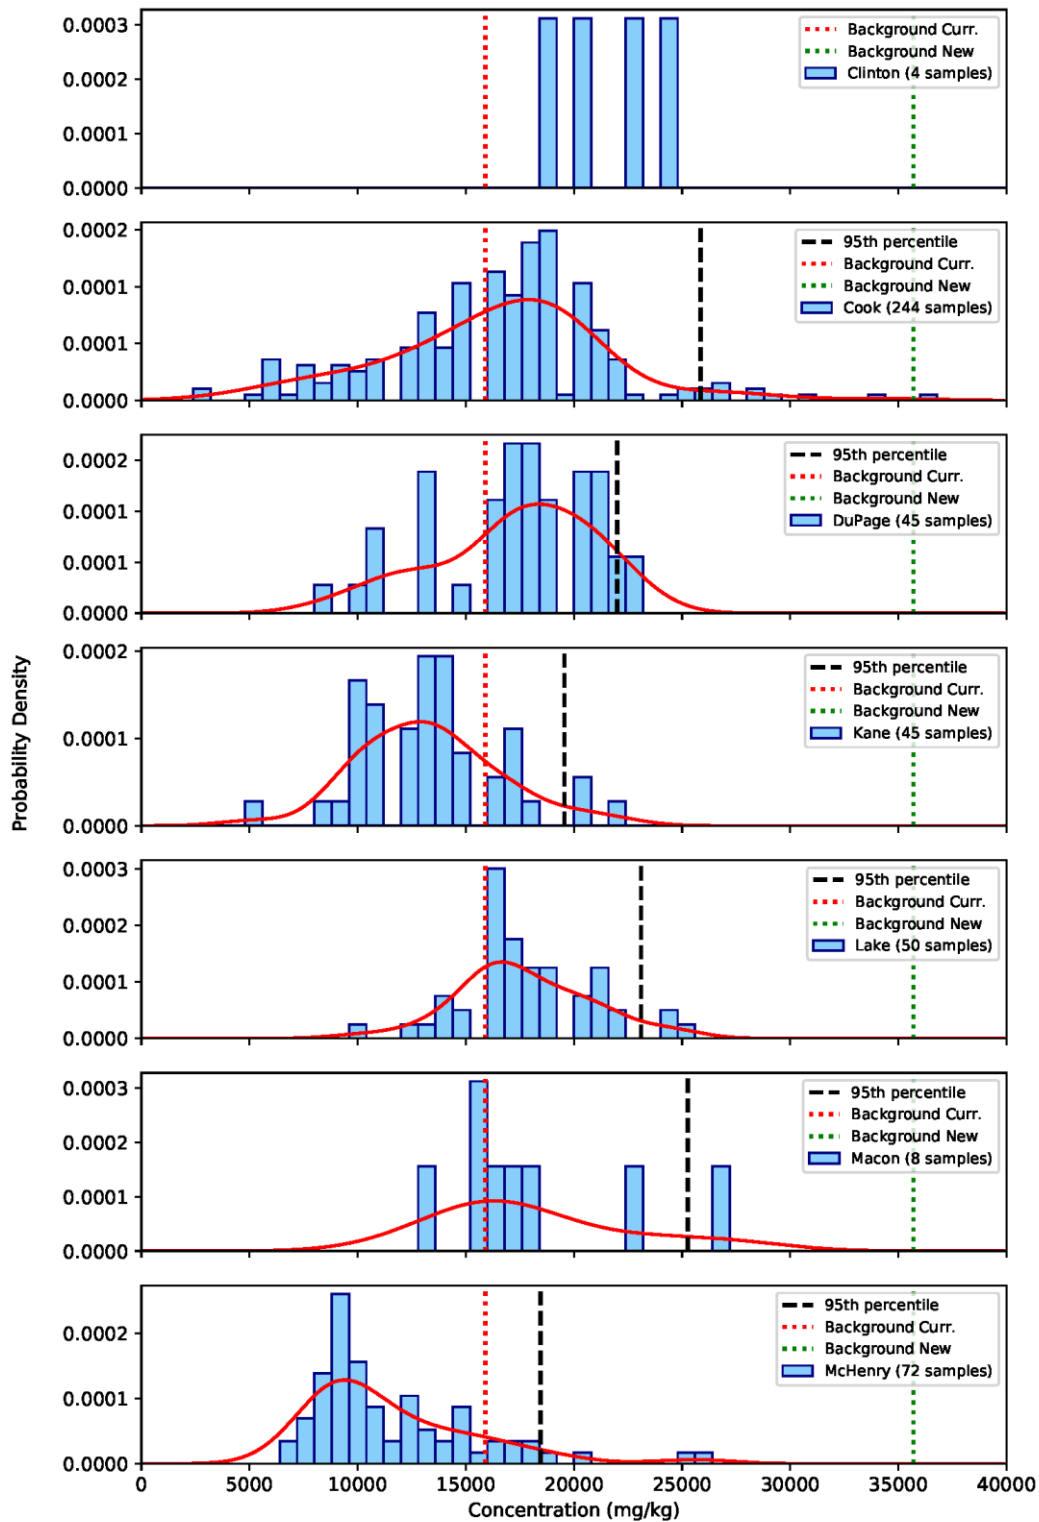 0.0003
0.0002
0.0001
0.0000
Background Curr.
Background New
Clinton (4 samples)
0.0002
0.0001
0.0001
0.0000
95th percentile
Background Curr.
Background New
Cook (244 samples)
0.0002
0.0001
0.0001
0.0000
95th percentile
Background Curr.
Background New
DuPage (45 samples)
Probability Density
0.0002
0.0001
0.0000
95th percentile
Background Curr.
Background New
Kane (45 samples)
0.0003
0.0002
0.0001
0.0000
95th percentile
Background Curr.
Background New
Lake (50 samples)
0.0003
0.0002
0.0001
0.0000
95th percentile
Background Curr.
Background New
Macon (8 samples)
0.0002
0.0001
0.0000
95th percentile
Background Curr.
Background New
McHenry (72 samples)
0 5000 10000 15000 20000 25000 30000 35000 40000
Concentration (mg/kg)